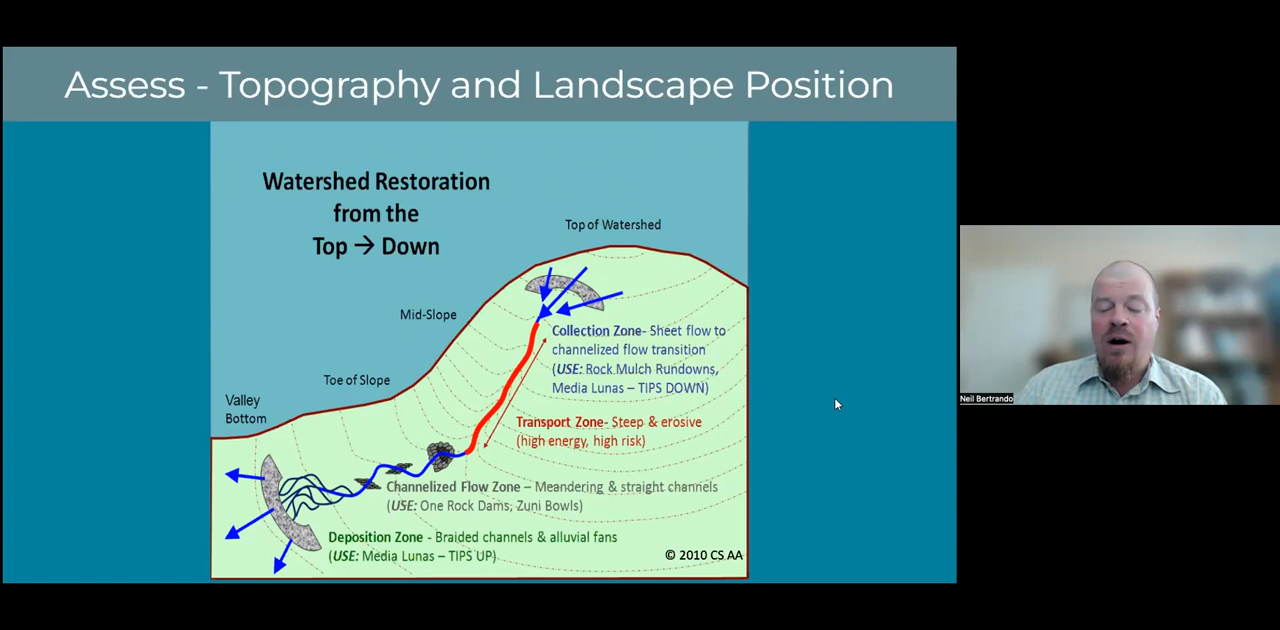 Assess - Topography and Landscape Position
Watershed Restoration
from the
Top → Down
Top of Watershed
Mid-Slope
Toe of Slope
Valley
Bottom
Collection Zone- Sheet flow to
channelized flow transition
(USE: Rock Mulch Rundowns,
Media Lunas – TIPS DOWN)
Transport Zone- Steep & erosive
(high energy, high risk)
Channelized Flow Zone – Meandering & straight channels
(USE: One Rock Dams, Zuni Bowls)
Deposition Zone - Braided channels & alluvial fans
(USE: Media Lunas – TIPS UP)
© 2010 CS AA
Neil Bertrando